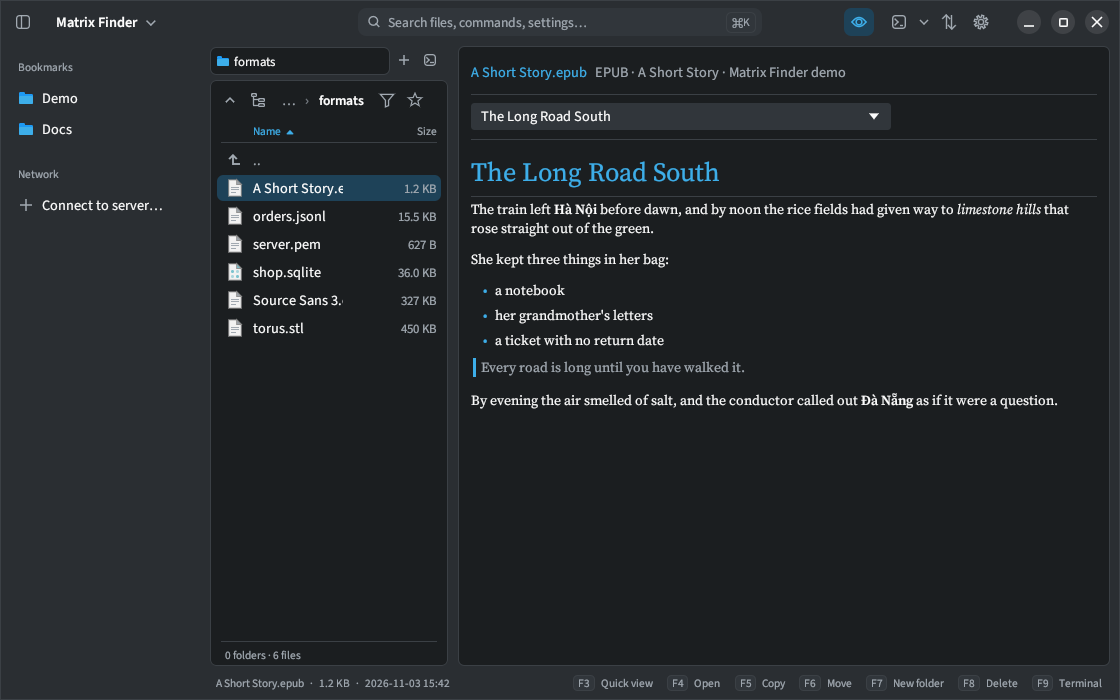 Matrix Finder
Search files, commands, settings…
⌘K
Bookmarks
Demo
Docs
Network
Connect to server…
formats
… › formats
Name Size
..
A Short Story.e 1.2 KB
orders.jsonl 15.5 KB
server.pem 627 B
shop.sqlite 36.0 KB
Source Sans 3. 327 KB
torus.stl 450 KB
0 folders · 6 files
A Short Story.epub EPUB · A Short Story · Matrix Finder demo
The Long Road South
The Long Road South
The train left Hà Nội before dawn, and by noon the rice fields had given way to limestone hills that
rose straight out of the green.
She kept three things in her bag:
• a notebook
• her grandmother's letters
• a ticket with no return date
Every road is long until you have walked it.
By evening the air smelled of salt, and the conductor called out Đà Nẵng as if it were a question.
A Short Story.epub · 1.2 KB · 2026-11-03 15:42
F3 Quick view F4 Open F5 Copy F6 Move F7 New folder F8 Delete F9 Terminal